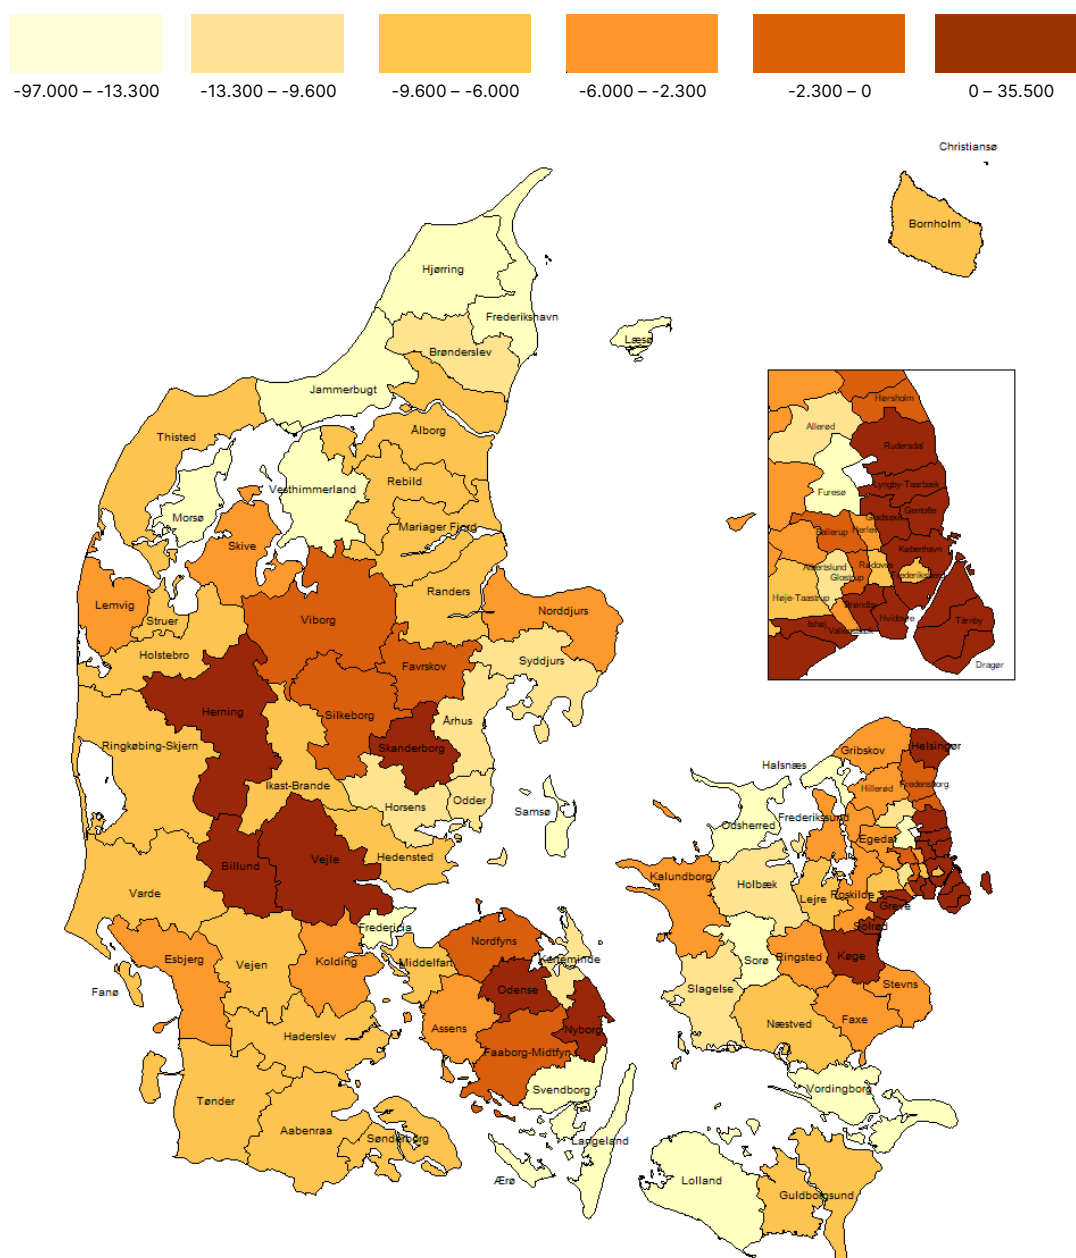 -97.000 – -13.300
-13.300 – -9.600
-9.600 – -6.000
-6.000 – -2.300
-2.300 – 0
0 – 35.500
Christiansø
Bornholm
Hjørring
Frederikshavn
Læsø
Brønderslev
Jammerbugt
Thisted
Ålborg
Vesthimmerland
Rebild
Morsø
Mariager Fjord
Skive
Lemvig
Struer
Viborg
Randers
Norddjurs
Holstebro
Favrskov
Syddjurs
Herning
Silkeborg
Århus
Skanderborg
Ringkøbing-Skjern
Ikast-Brande
Horsens
Odder
Samsø
Billund
Vejle
Hedensted
Varde
Fredericia
Esbjerg
Vejen
Kolding
Middelfart
Nordfyns
Kerteminde
Fanø
Odense
Haderslev
Assens
Nyborg
Faaborg-Midtfyn
Tønder
Svendborg
Aabenraa
Sønderborg
Langeland
Ærø
Hørsholm
Allerød
Rudersdal
Furesø
Lyngby-Taarbæk
Gentofte
Gladsaxe
Ballerup
Herlev
København
Albertslund
Rødovre
Frederiksberg
Glostrup
Høje-Taastrup
Brøndby
Hvidovre
Ishøj
Vallensbæk
Tårnby
Dragør
Gribskov
Helsingør
Halsnæs
Hillerød
Fredensborg
Odsherred
Frederikssund
Egedal
Kalundborg
Holbæk
Lejre
Roskilde
Greve
Solrød
Sorø
Ringsted
Køge
Slagelse
Stevns
Næstved
Faxe
Vordingborg
Lolland
Guldborgsund